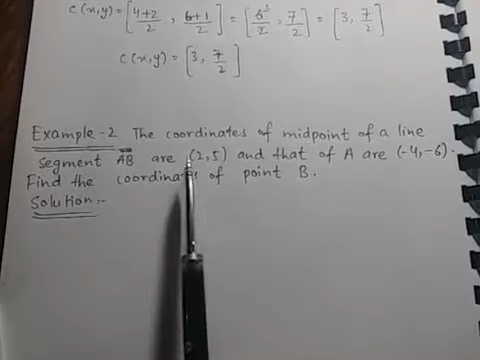 C(x,y) = [4+2/2 , 6+1/2] = [6³/2 , 7/2] = [3, 7/2]
C(x,y) = [3, 7/2]
Example-2 The coordinates of midpoint of a line
segment AB are (2,5) and that of A are (-4,-6).
Find the coordinates of point B.
Solution:-